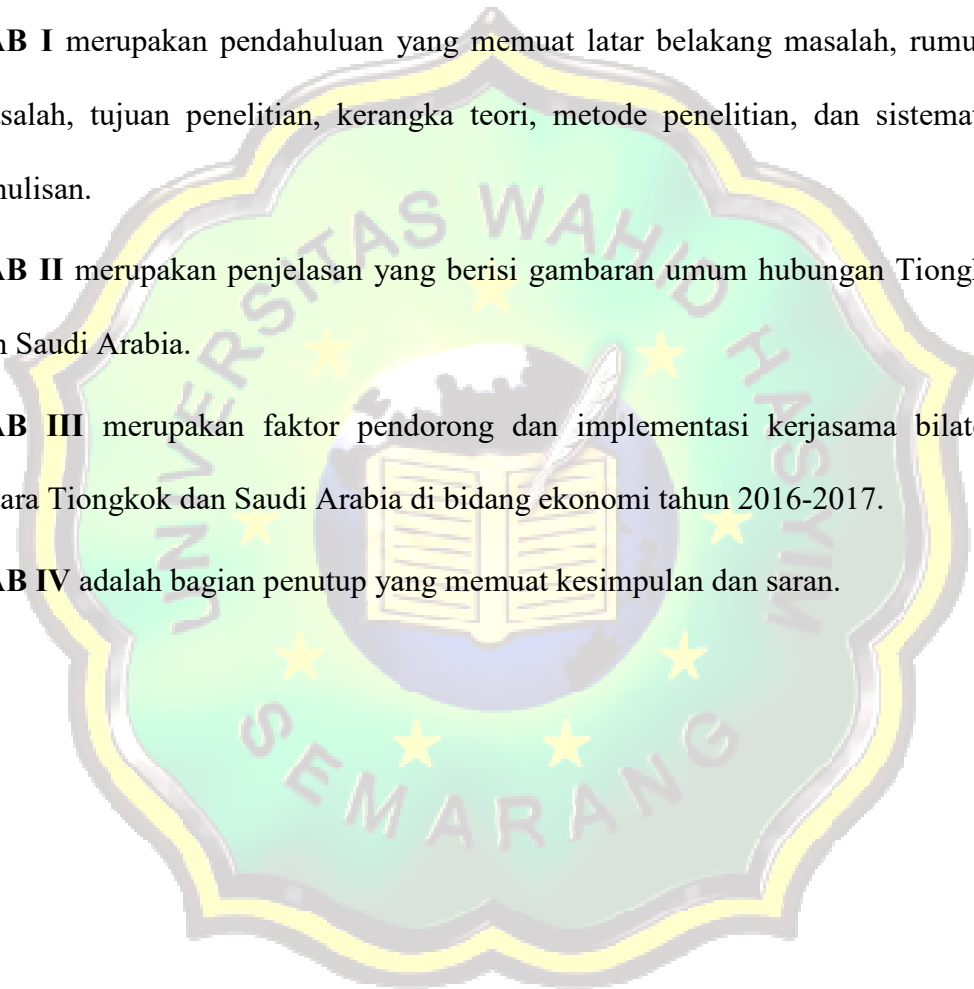 AB I merupakan pendahuluan yang memuat latar belakang masalah, rumu
salah, tujuan penelitian, kerangka teori, metode penelitian, dan sistemat
nulisan.
AB II merupakan penjelasan yang berisi gambaran umum hubungan Tiongk
n Saudi Arabia.
AB III merupakan faktor pendorong dan implementasi kerjasama bilate
ara Tiongkok dan Saudi Arabia di bidang ekonomi tahun 2016-2017.
AB IV adalah bagian penutup yang memuat kesimpulan dan saran.
UNIVERSITAS WAHID HASYIM
SEMARANG